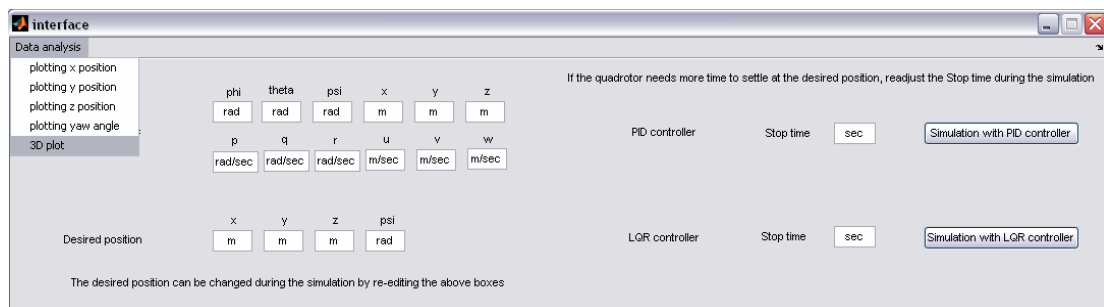 interface
Data analysis
plotting x position
plotting y position
plotting z position
plotting yaw angle
3D plot
phi theta psi x y z
rad rad rad m m m
p q r u v w
rad/sec rad/sec rad/sec m/sec m/sec m/sec
x y z psi
Desired position m m m rad
The desired position can be changed during the simulation by re-editing the above boxes
If the quadrotor needs more time to settle at the desired position, readjust the Stop time during the simulation
PID controller Stop time sec Simulation with PID controller
LQR controller Stop time sec Simulation with LQR controller